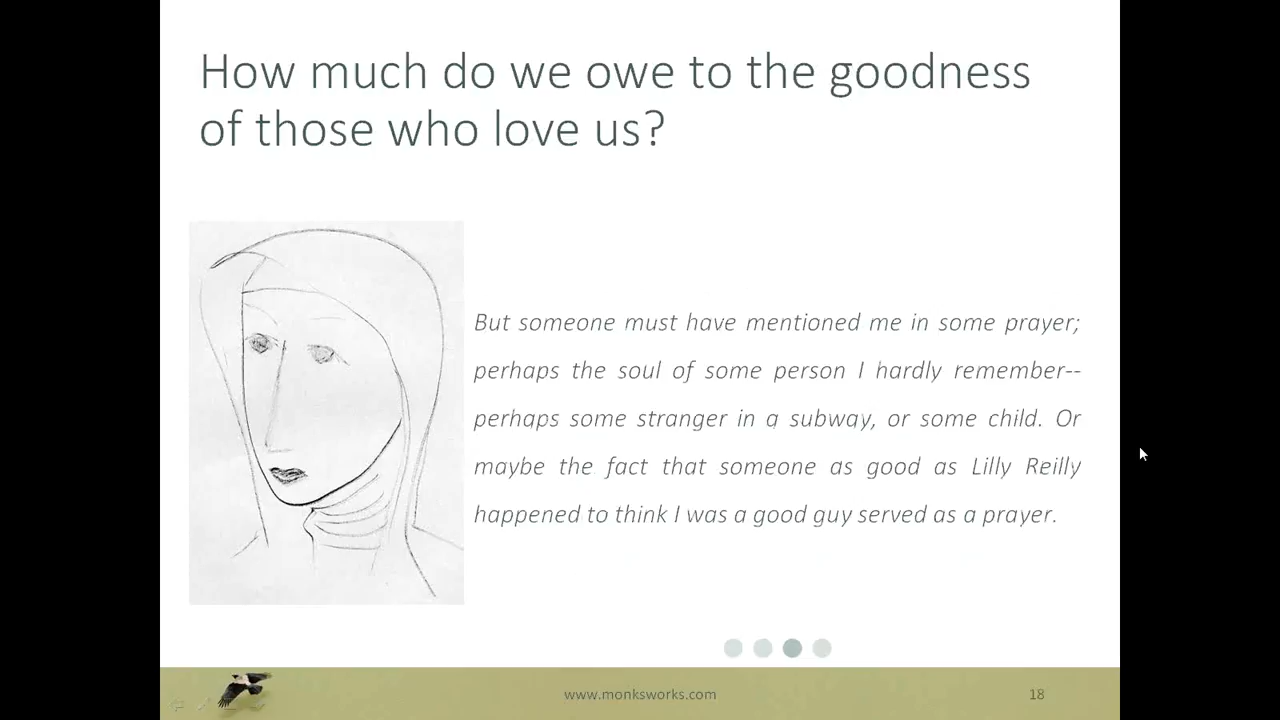 How much do we owe to the goodness
of those who love us?
But someone must have mentioned me in some prayer;
perhaps the soul of some person I hardly remember--
perhaps some stranger in a subway, or some child. Or
maybe the fact that someone as good as Lilly Reilly
happened to think I was a good guy served as a prayer.
www.monksworks.com
18